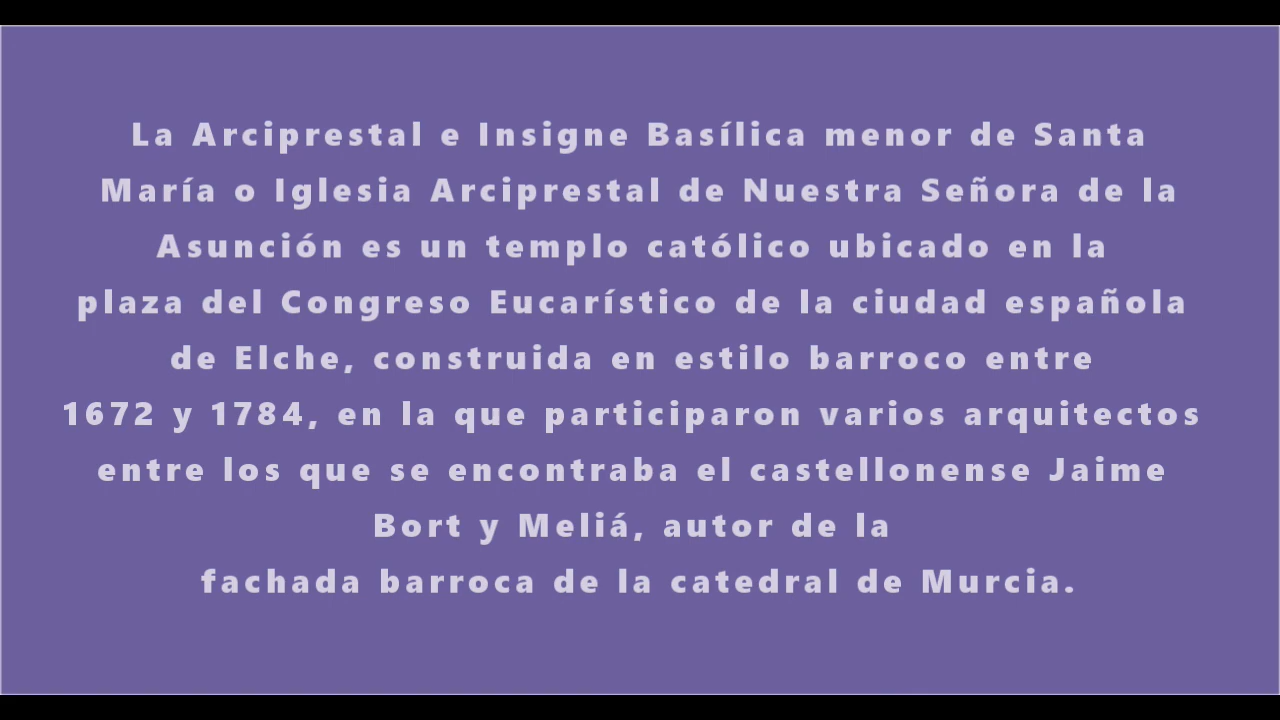 La Arciprestal e Insigne Basílica menor de Santa
María o Iglesia Arciprestal de Nuestra Señora de la
Asunción es un templo católico ubicado en la
plaza del Congreso Eucarístico de la ciudad española
de Elche, construida en estilo barroco entre
1672 y 1784, en la que participaron varios arquitectos
entre los que se encontraba el castellonense Jaime
Bort y Meliá, autor de la
fachada barroca de la catedral de Murcia.